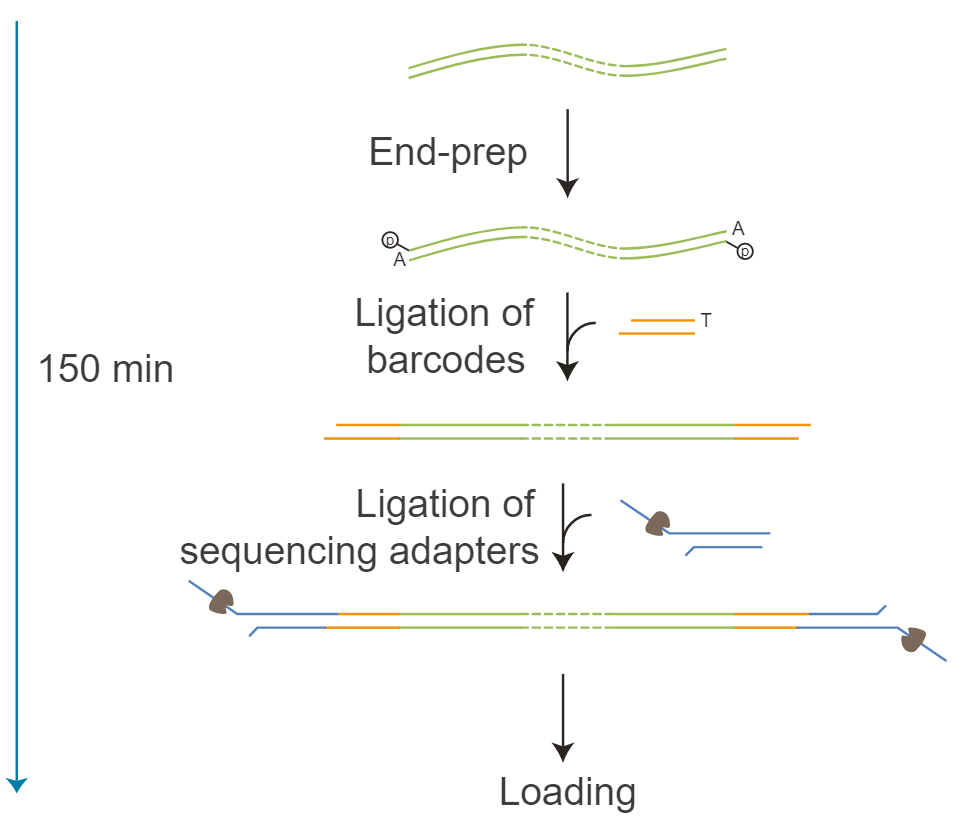 End-prep
A
p
p
A
Ligation of
barcodes
T
150 min
Ligation of
sequencing adapters
Loading